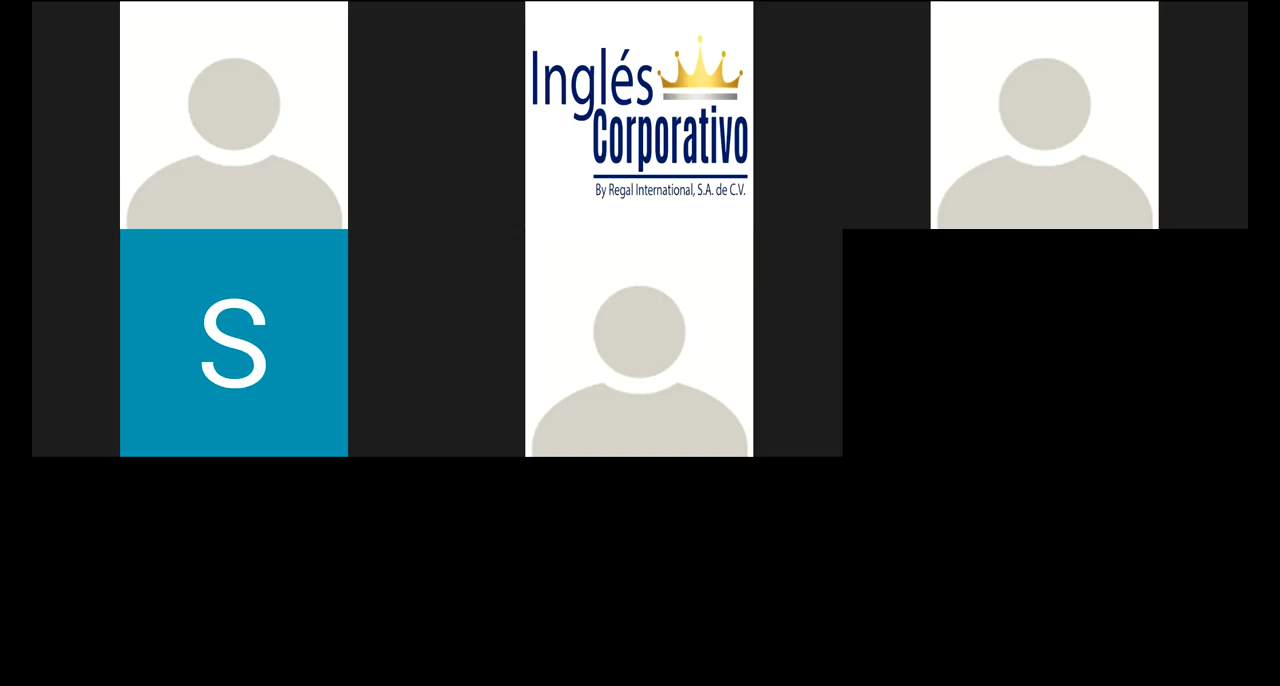 Inglés
Corporativo
By Regal International, S.A. de C.V.
S